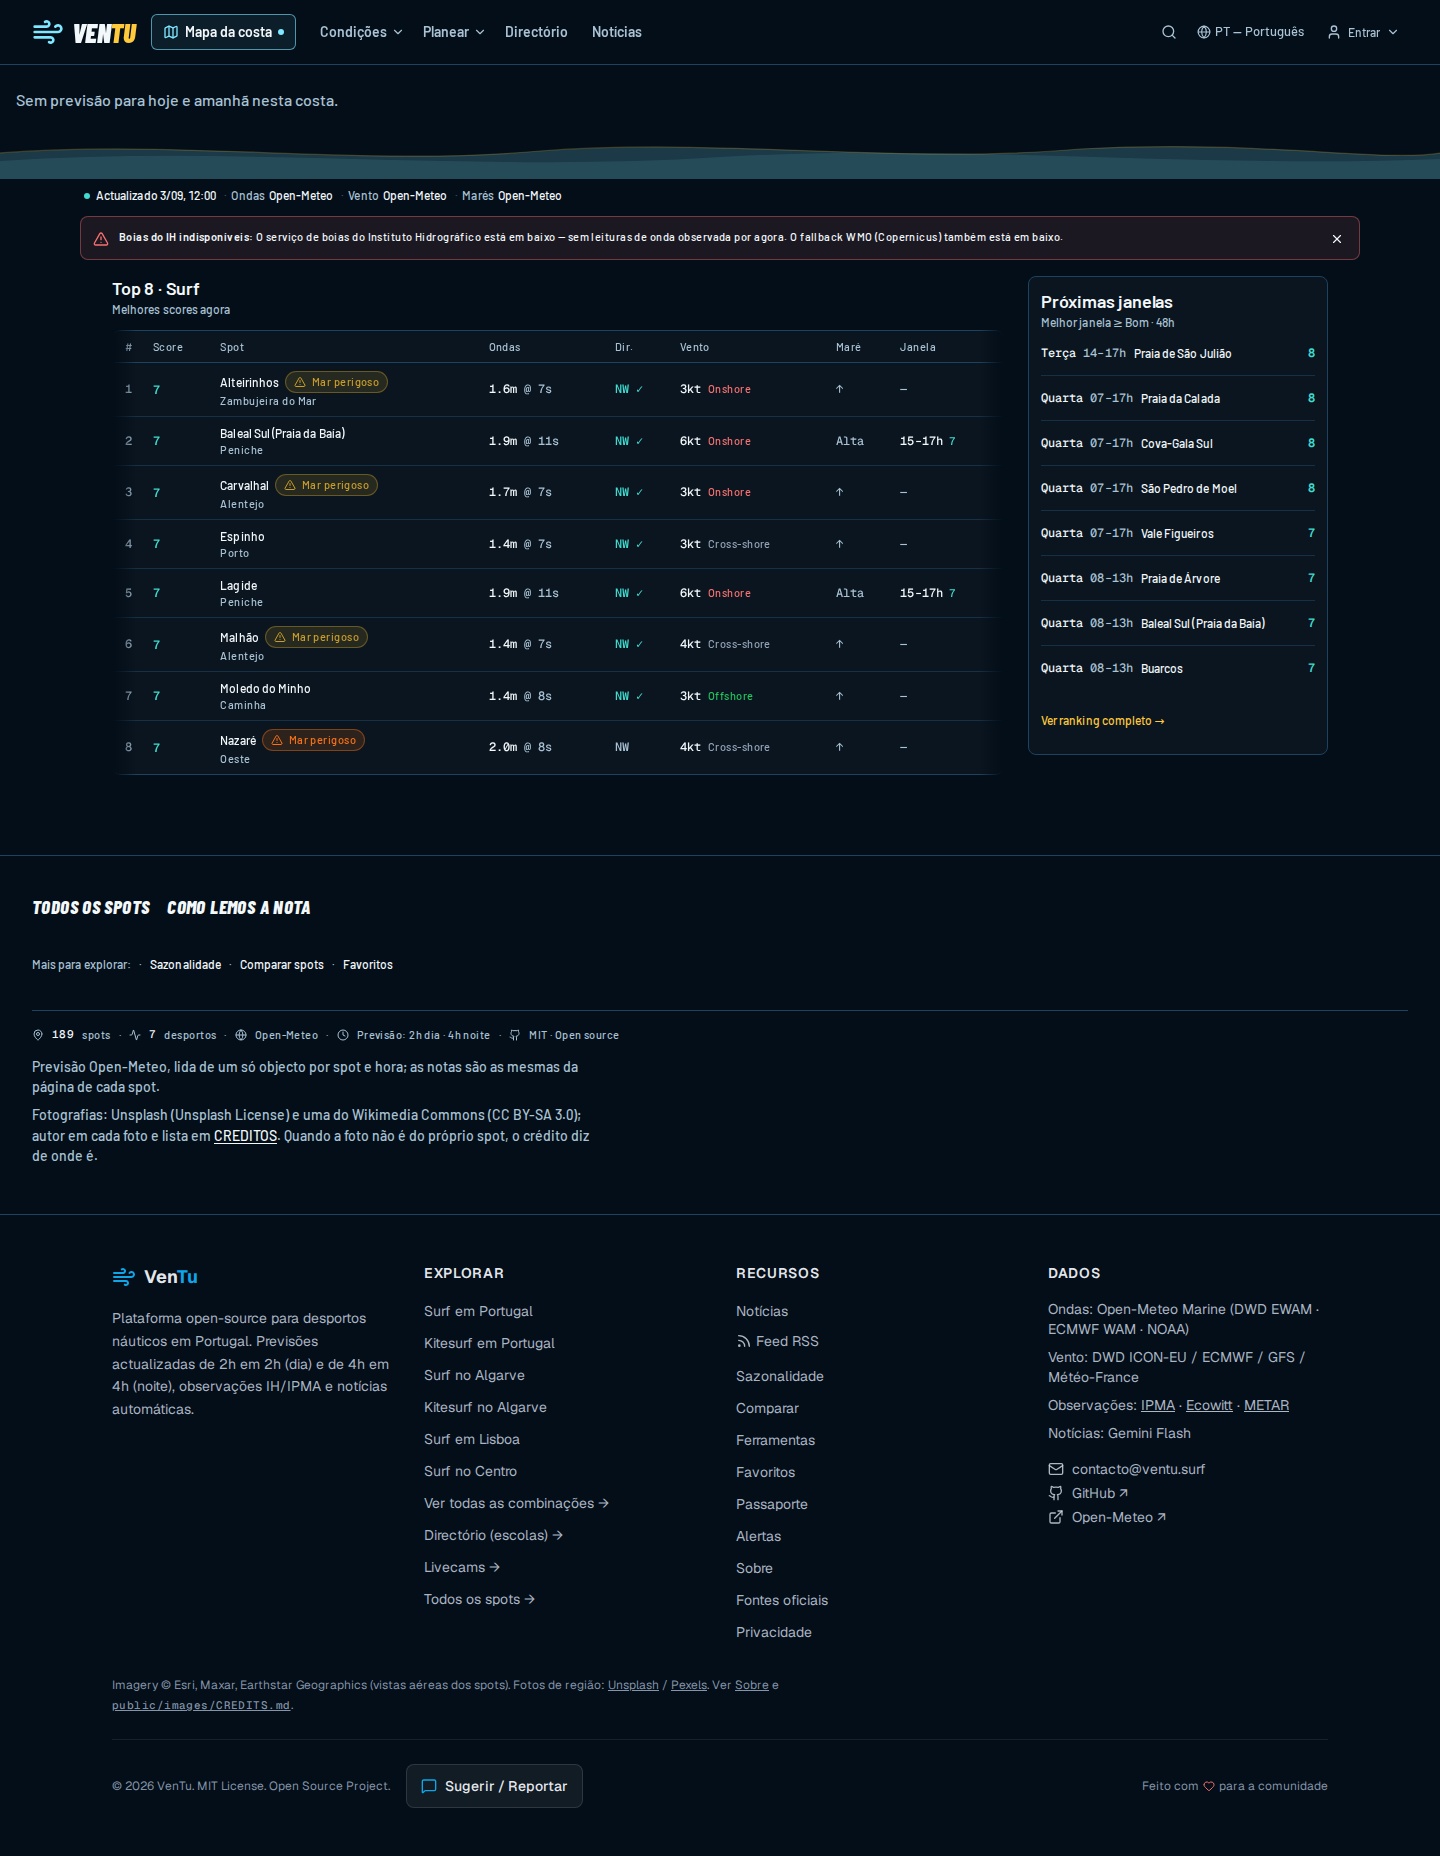 VENTU
Mapa da costa
Condições
Planear
Directório
Notícias
PT — Português
Entrar
Sem previsão para hoje e amanhã nesta costa.
Actualizado 3/09, 12:00 · Ondas Open-Meteo · Vento Open-Meteo · Marés Open-Meteo
Boias do IH indisponíveis: O serviço de boias do Instituto Hidrográfico está em baixo — sem leituras de onda observada por agora. O fallback WMO (Copernicus) também está em baixo.
Top 8 · Surf
Melhores scores agora
# Score Spot Ondas Dir. Vento Maré Janela
1 7 Alteirinhos Mar perigoso 1.6m @ 7s NW ✓ 3kt Onshore ↑ —
Zambujeira do Mar
2 7 Baleal Sul (Praia da Baía) 1.9m @ 11s NW ✓ 6kt Onshore Alta 15–17h 7
Peniche
3 7 Carvalhal Mar perigoso 1.7m @ 7s NW ✓ 3kt Onshore ↑ —
Alentejo
4 7 Espinho 1.4m @ 7s NW ✓ 3kt Cross-shore ↑ —
Porto
5 7 Lagide 1.9m @ 11s NW ✓ 6kt Onshore Alta 15–17h 7
Peniche
6 7 Malhão Mar perigoso 1.4m @ 7s NW ✓ 4kt Cross-shore ↑ —
Alentejo
7 7 Moledo do Minho 1.4m @ 8s NW ✓ 3kt Offshore ↑ —
Caminha
8 7 Nazaré Mar perigoso 2.0m @ 8s NW 4kt Cross-shore ↑ —
Oeste
Próximas janelas
Melhor janela ≥ Bom · 48h
Terça 14–17h Praia de São Julião 8
Quarta 07–17h Praia da Calada 8
Quarta 07–17h Cova-Gala Sul 8
Quarta 07–17h São Pedro de Moel 8
Quarta 07–17h Vale Figueiros 7
Quarta 08–13h Praia de Árvore 7
Quarta 08–13h Baleal Sul (Praia da Baía) 7
Quarta 08–13h Buarcos 7
Ver ranking completo →
TODOS OS SPOTS COMO LEMOS A NOTA
Mais para explorar: · Sazonalidade · Comparar spots · Favoritos
189 spots · 7 desportos · Open-Meteo · Previsão: 2h dia · 4h noite · MIT · Open source
Previsão Open-Meteo, lida de um só objecto por spot e hora; as notas são as mesmas da
página de cada spot.
Fotografias: Unsplash (Unsplash License) e uma do Wikimedia Commons (CC BY-SA 3.0);
autor em cada foto e lista em CREDITOS. Quando a foto não é do próprio spot, o crédito diz
de onde é.
VenTu
Plataforma open-source para desportos
náuticos em Portugal. Previsões
actualizadas de 2h em 2h (dia) e de 4h em
4h (noite), observações IH/IPMA e notícias
automáticas.
EXPLORAR
Surf em Portugal
Kitesurf em Portugal
Surf no Algarve
Kitesurf no Algarve
Surf em Lisboa
Surf no Centro
Ver todas as combinações →
Directório (escolas) →
Livecams →
Todos os spots →
RECURSOS
Notícias
Feed RSS
Sazonalidade
Comparar
Ferramentas
Favoritos
Passaporte
Alertas
Sobre
Fontes oficiais
Privacidade
DADOS
Ondas: Open-Meteo Marine (DWD EWAM ·
ECMWF WAM · NOAA)
Vento: DWD ICON-EU / ECMWF / GFS /
Météo-France
Observações: IPMA · Ecowitt · METAR
Notícias: Gemini Flash
contacto@ventu.surf
GitHub ↗
Open-Meteo ↗
Imagery © Esri, Maxar, Earthstar Geographics (vistas aéreas dos spots). Fotos de região: Unsplash / Pexels. Ver Sobre e
public/images/CREDITS.md.
© 2026 VenTu. MIT License. Open Source Project.
Sugerir / Reportar
Feito com ♡ para a comunidade